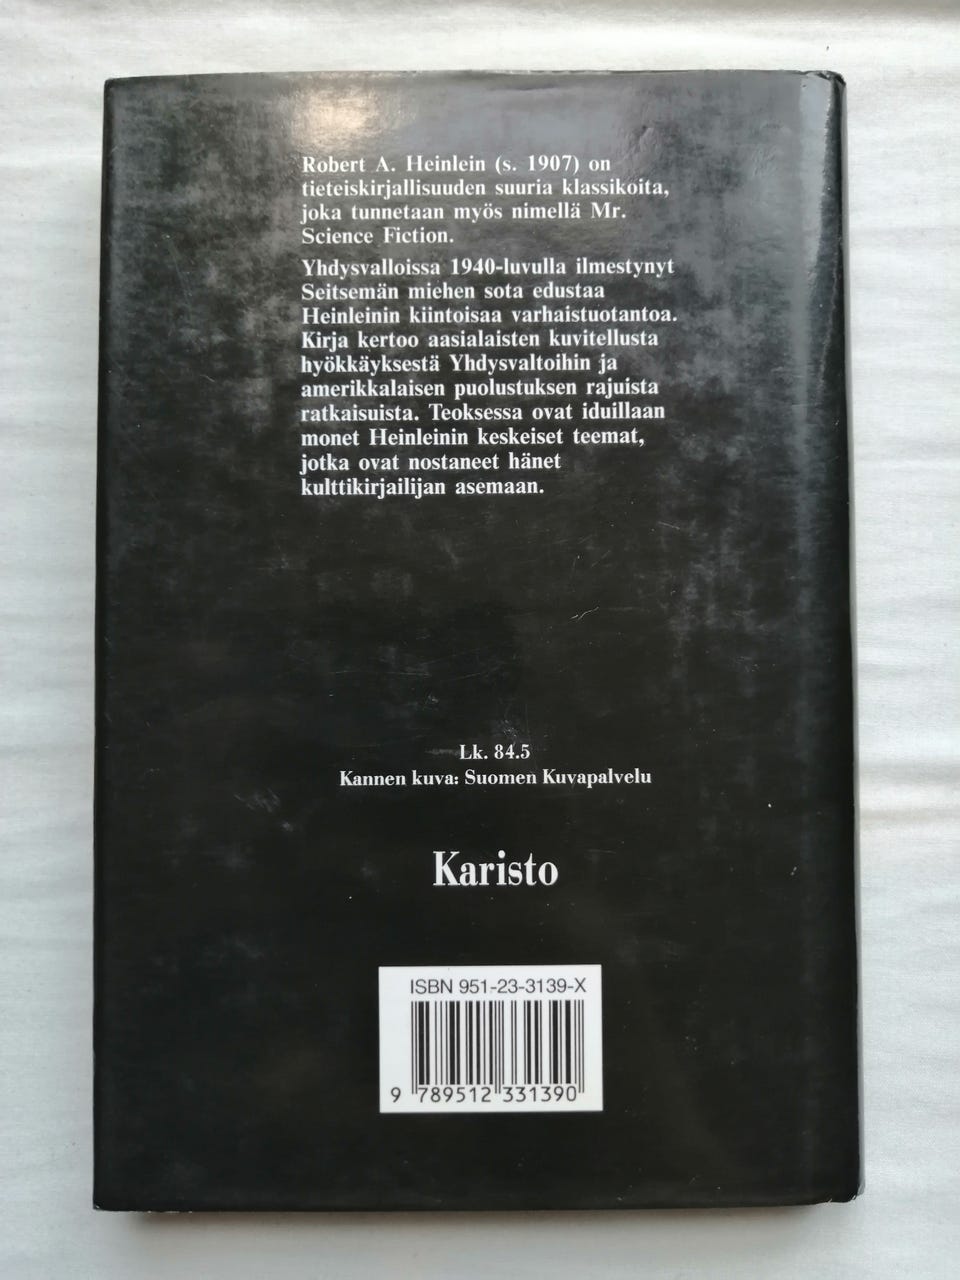 Robert A. Heinlein (s. 1907) on
tieteiskirjallisuuden suuria klassikoita,
joka tunnetaan myös nimellä Mr.
Science Fiction.
Yhdysvalloissa 1940-luvulla ilmestynyt
Seitsemän miehen sota edustaa
Heinleinin kiintoisaa varhaistuotantoa.
Kirja kertoo aasialaisten kuvitellusta
hyökkäyksestä Yhdysvaltoihin ja
amerikkalaisen puolustuksen rajuista
ratkaisuista. Teoksessa ovat iduillaan
monet Heinleinin keskeiset teemat,
jotka ovat nostaneet hänet
kulttikirjailijan asemaan.
Lk. 84.5
Kannen kuva: Suomen Kuvapalvelu
Karisto
ISBN 951-23-3139-X
9 789512 331390